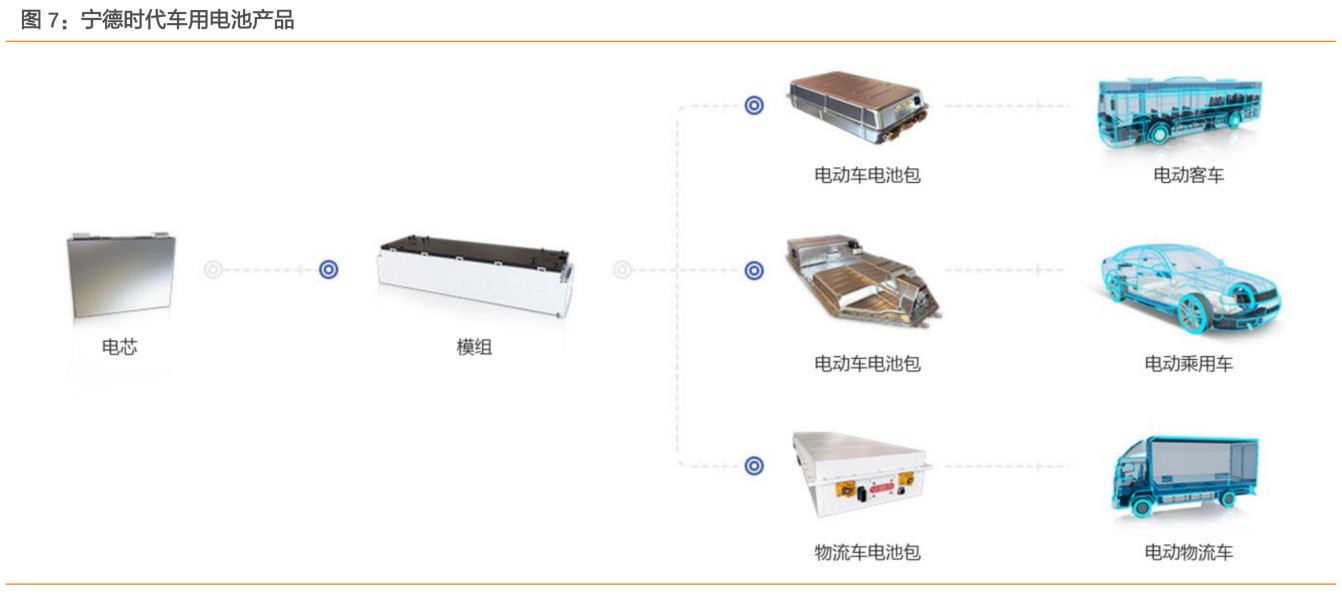 图 7：宁德时代车用电池产品
电动车电池包
电动客车
电芯
模组
电动车电池包
电动乘用车
物流车电池包
电动物流车